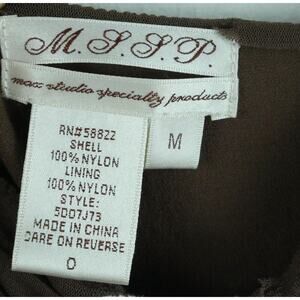 M.S.S.P.
max studio specialty products
RN#58822
SHELL
100% NYLON
LINING
100% NYLON
STYLE:
5DD7J73
MADE IN CHINA
CARE ON REVERSE
0
M